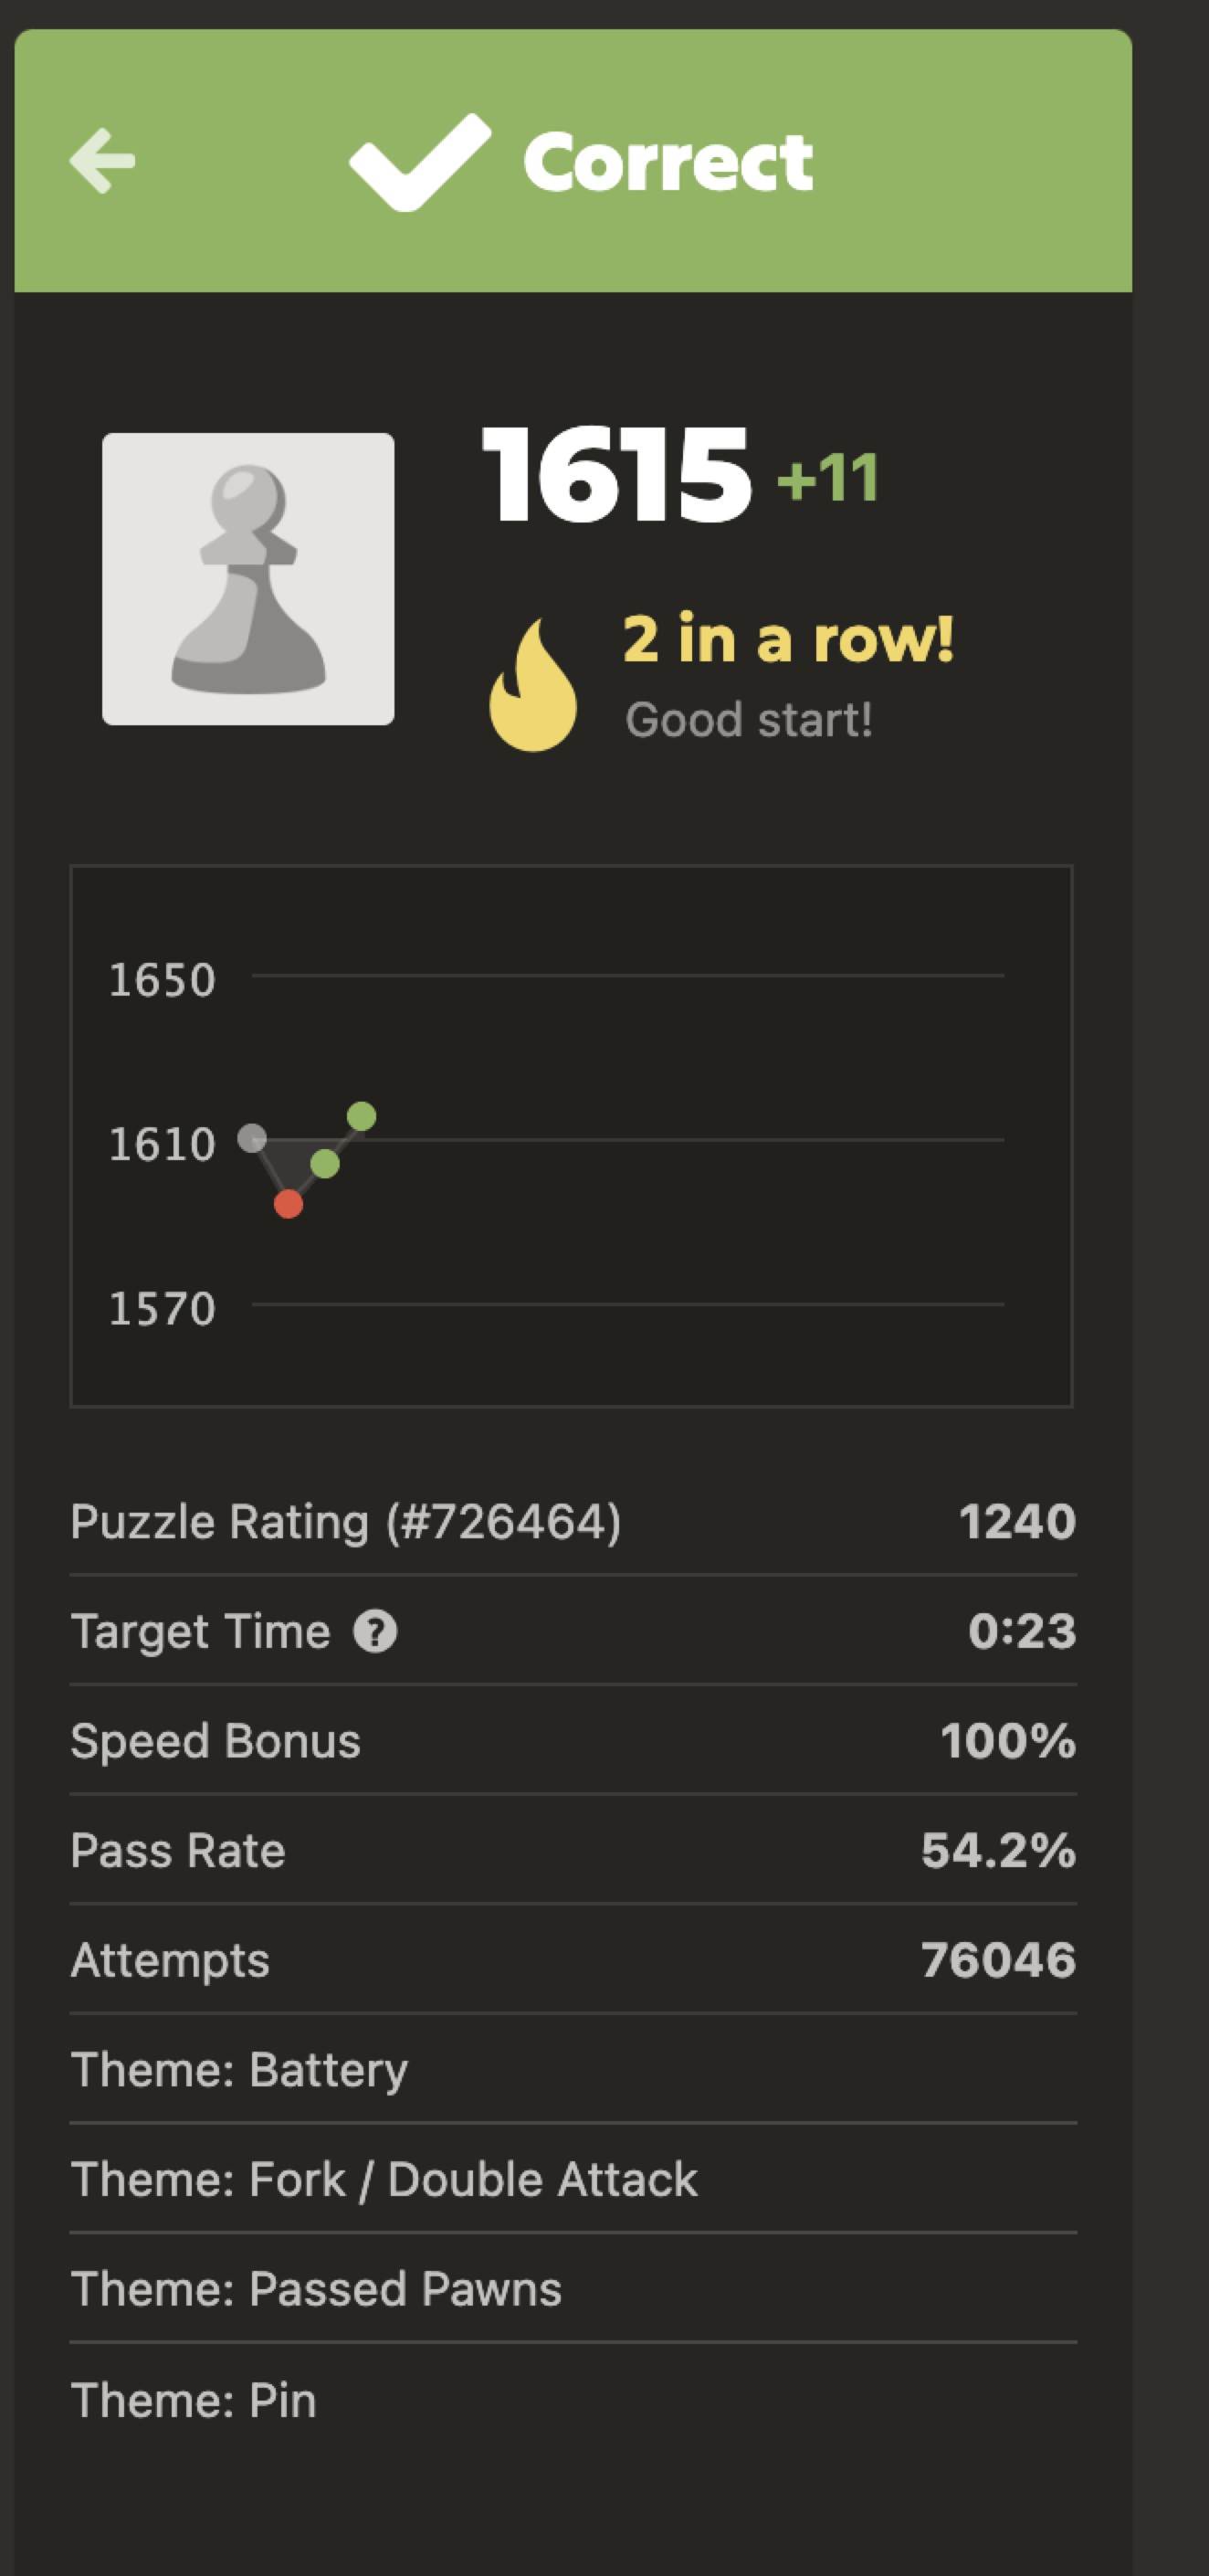 Correct
1615 +11
2 in a row!
Good start!
1650
1610
1570
Puzzle Rating (#726464) 1240
Target Time ? 0:23
Speed Bonus 100%
Pass Rate 54.2%
Attempts 76046
Theme: Battery
Theme: Fork / Double Attack
Theme: Passed Pawns
Theme: Pin